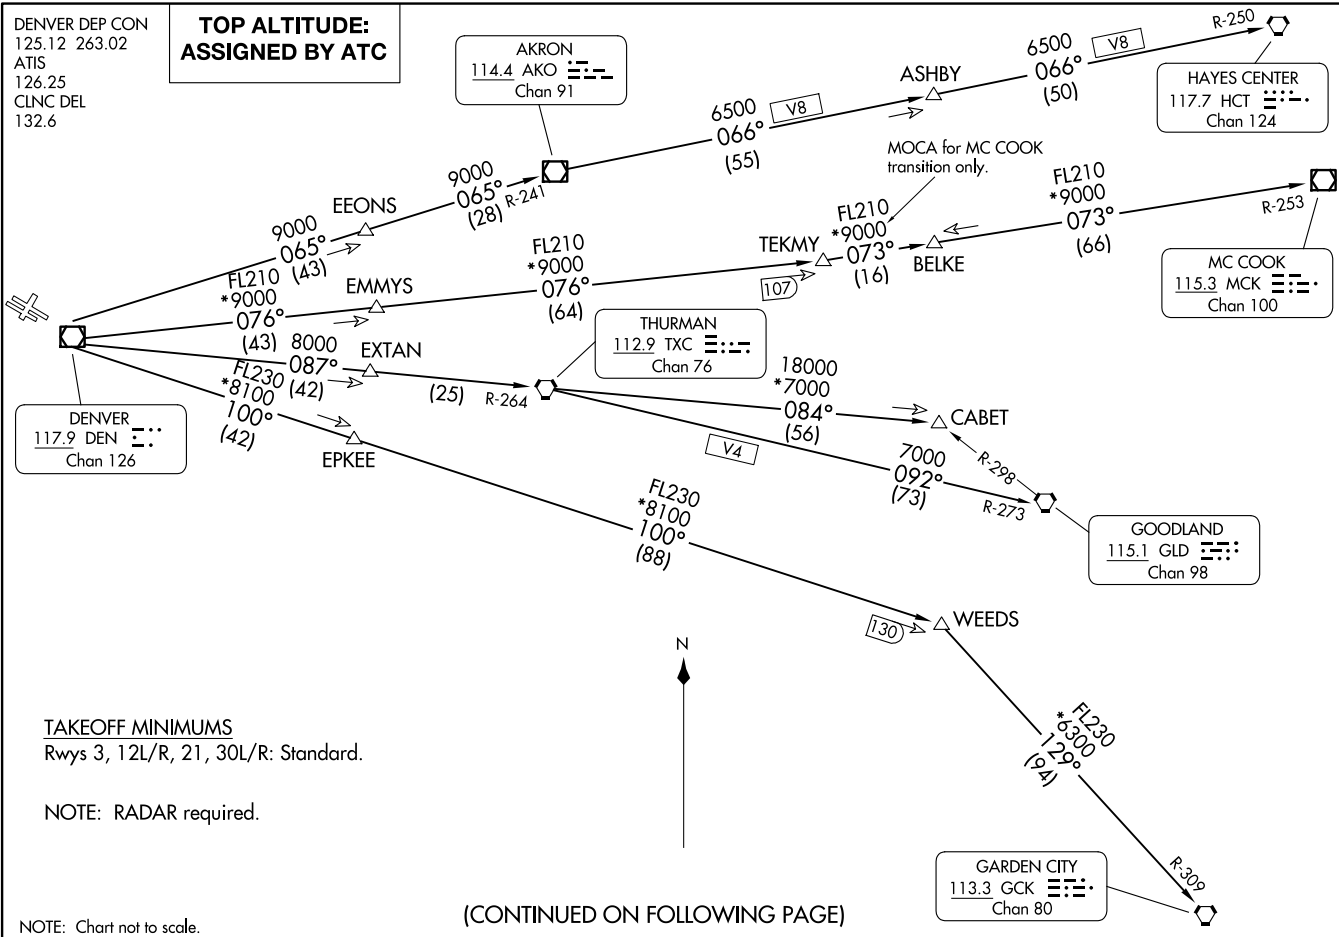 DENVER DEP CON
125.12 263.02
ATIS
126.25
CLNC DEL
132.6
TOP ALTITUDE:
ASSIGNED BY ATC
AKRON
114.4 AKO
Chan 91
R-250
6500
V8
066°
(50)
HAYES CENTER
117.7 HCT
Chan 124
ASHBY
6500
V8
066°
(55)
MOCA for MC COOK
transition only.
9000
065°
(28)
R-241
EEONS
9000
065°
(43)
FL210
*9000
073°
(66)
R-253
MC COOK
115.3 MCK
Chan 100
FL210
*9000
073°
(16)
TEKMY
BELKE
107
FL210
*9000
076°
(64)
EMMYS
FL210
*9000
076°
(43)
THURMAN
112.9 TXC
Chan 76
8000
087°
(42)
EXTAN
(25)
R-264
18000
*7000
084°
(56)
CABET
FL230
*8100
100°
(42)
EPKEE
DENVER
117.9 DEN
Chan 126
V4
7000
092°
(73)
R-298
R-273
GOODLAND
115.1 GLD
Chan 98
FL230
*8100
100°
(88)
130
WEEDS
N
FL230
*6300
129°
(94)
R-309
GARDEN CITY
113.3 GCK
Chan 80
TAKEOFF MINIMUMS
Rwys 3, 12L/R, 21, 30L/R: Standard.
NOTE: RADAR required.
NOTE: Chart not to scale.
(CONTINUED ON FOLLOWING PAGE)